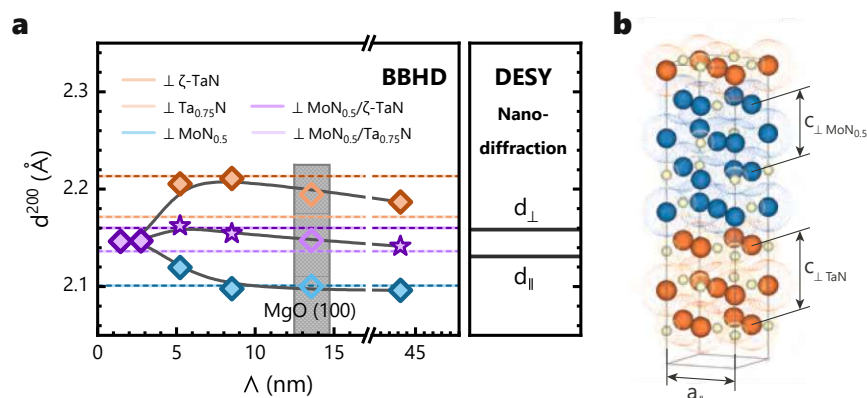 a
BBHD
⊥ ζ-TaN
⊥ Ta0.75N
⊥ MoN0.5
⊥ MoN0.5/ζ-TaN
⊥ MoN0.5/Ta0.75N
2.3
2.2
2.1
d200 (Å)
MgO (100)
0
5
10
15
45
Λ (nm)
DESY
Nano-
diffraction
d⊥
d∥
b
c⊥ MoN0.5
c⊥ TaN
a∥